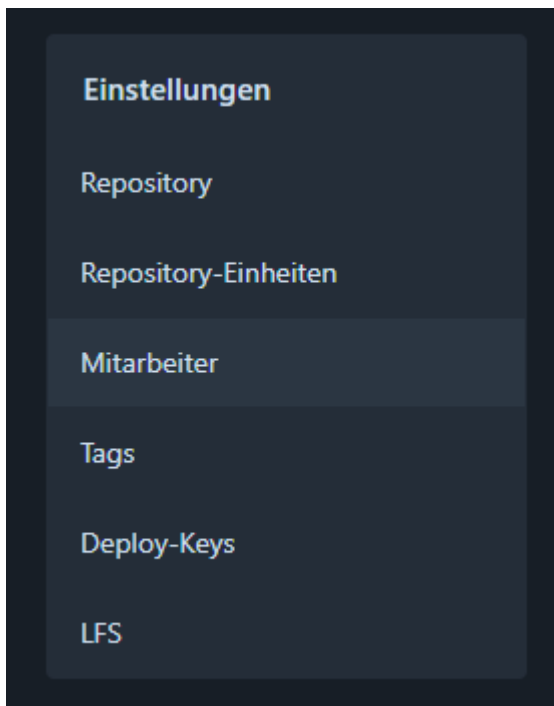 Einstellungen
Repository
Repository-Einheiten
Mitarbeiter
Tags
Deploy-Keys
LFS